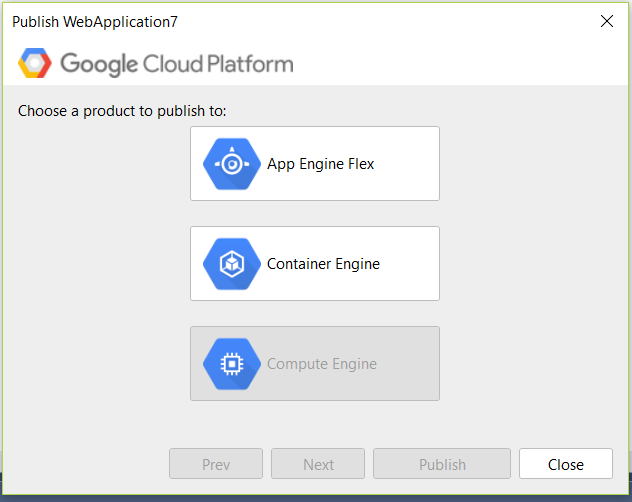 Publish WebApplication7
Google Cloud Platform
Choose a product to publish to:
App Engine Flex
Container Engine
Compute Engine
Prev Next Publish Close